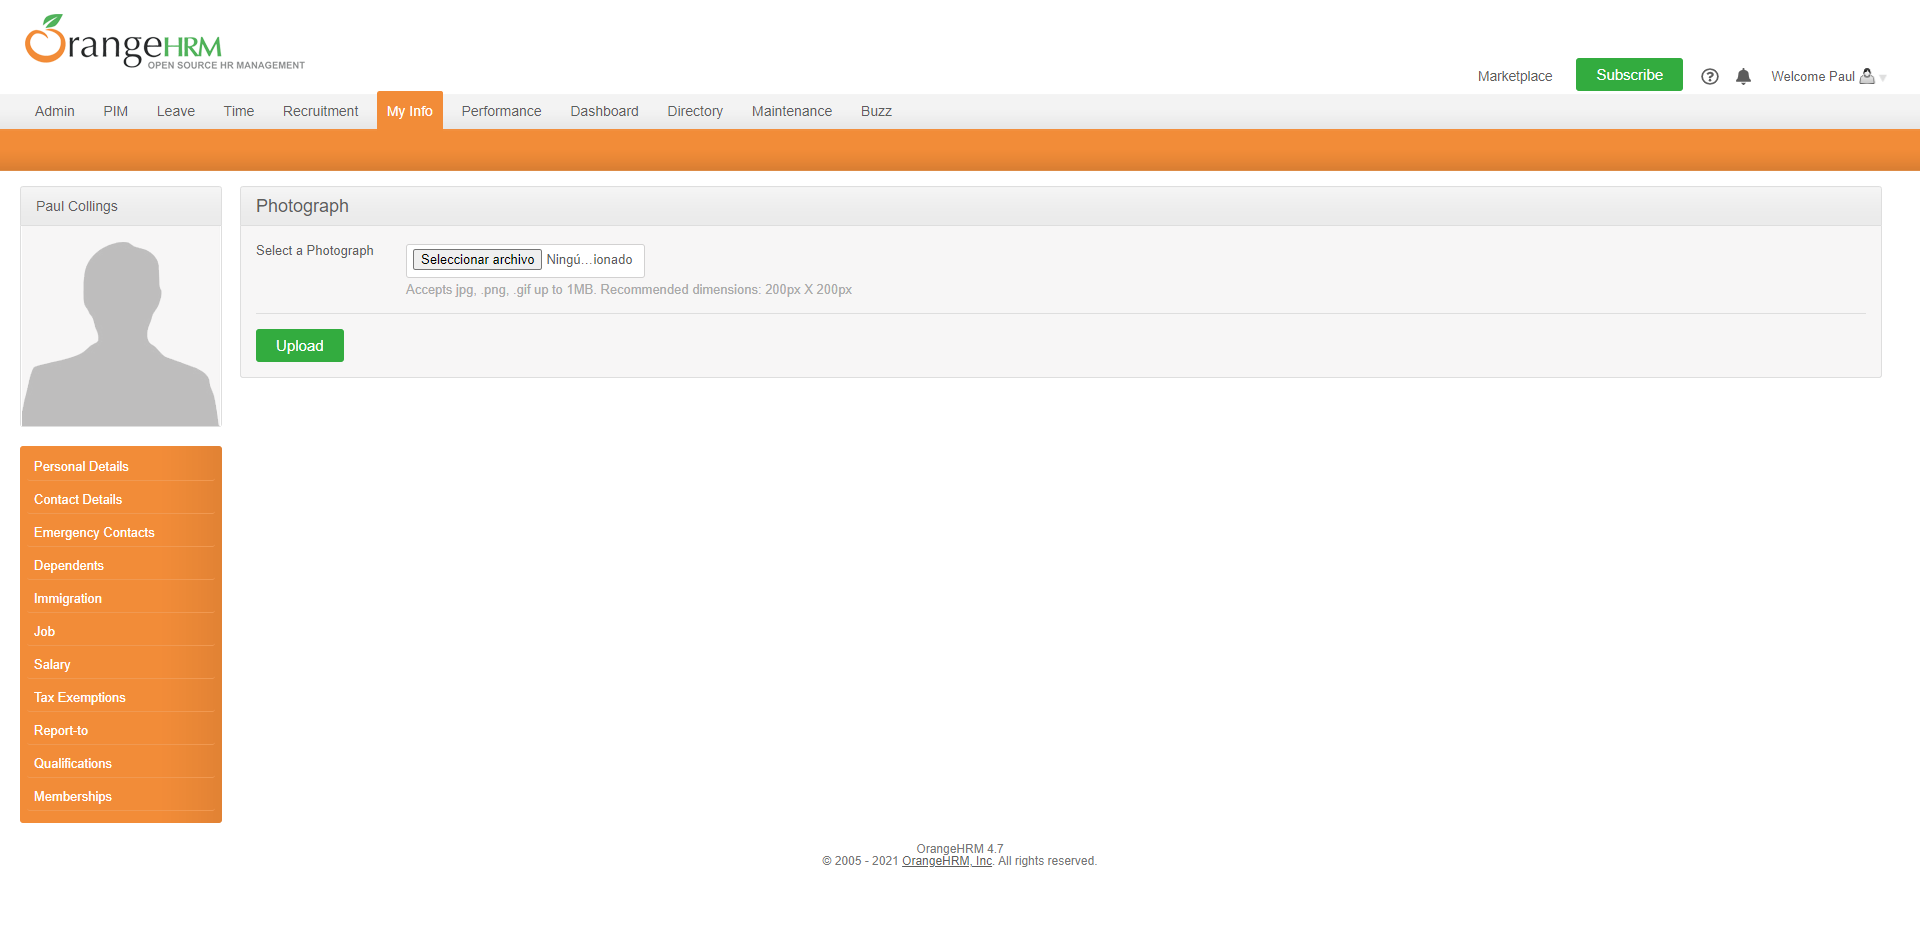 OrangeHRM
OPEN SOURCE HR MANAGEMENT
Marketplace
Subscribe
Welcome Paul
Admin PIM Leave Time Recruitment My Info Performance Dashboard Directory Maintenance Buzz
Paul Collings
Photograph
Select a Photograph
Seleccionar archivo Ningú...ionado
Accepts jpg, .png, .gif up to 1MB. Recommended dimensions: 200px X 200px
Upload
Personal Details
Contact Details
Emergency Contacts
Dependents
Immigration
Job
Salary
Tax Exemptions
Report-to
Qualifications
Memberships
OrangeHRM 4.7
© 2005 - 2021 OrangeHRM, Inc. All rights reserved.